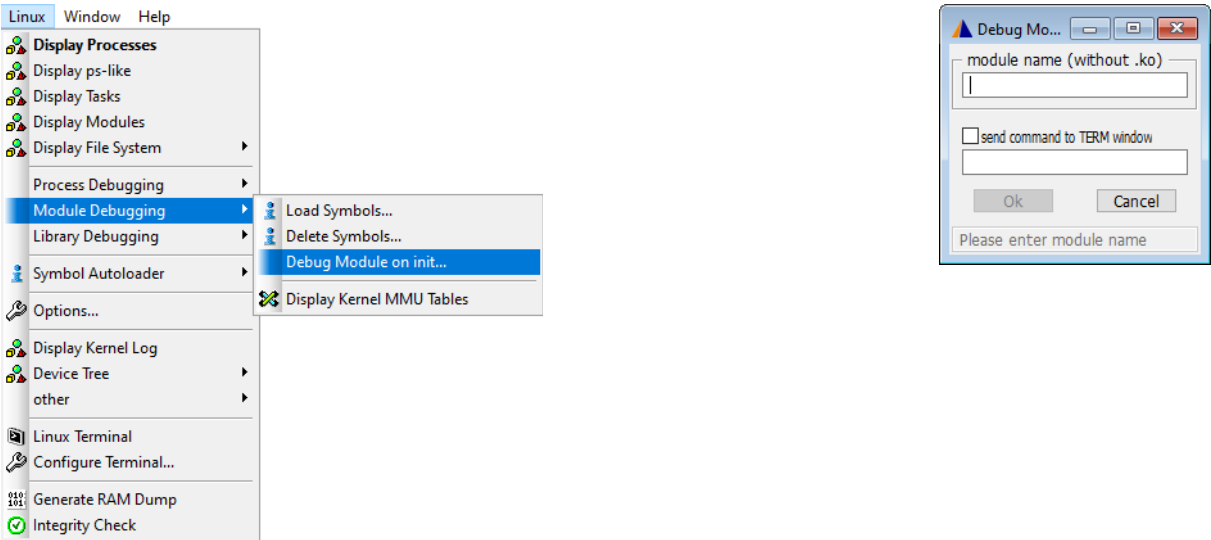 Linux Window Help
Display Processes
Display ps-like
Display Tasks
Display Modules
Display File System
Process Debugging
Module Debugging
Library Debugging
Symbol Autoloader
Options...
Display Kernel Log
Device Tree
other
Linux Terminal
Configure Terminal...
Generate RAM Dump
Integrity Check
Load Symbols...
Delete Symbols...
Debug Module on init...
Display Kernel MMU Tables
Debug Mo...
module name (without .ko)
send command to TERM window
Ok Cancel
Please enter module name